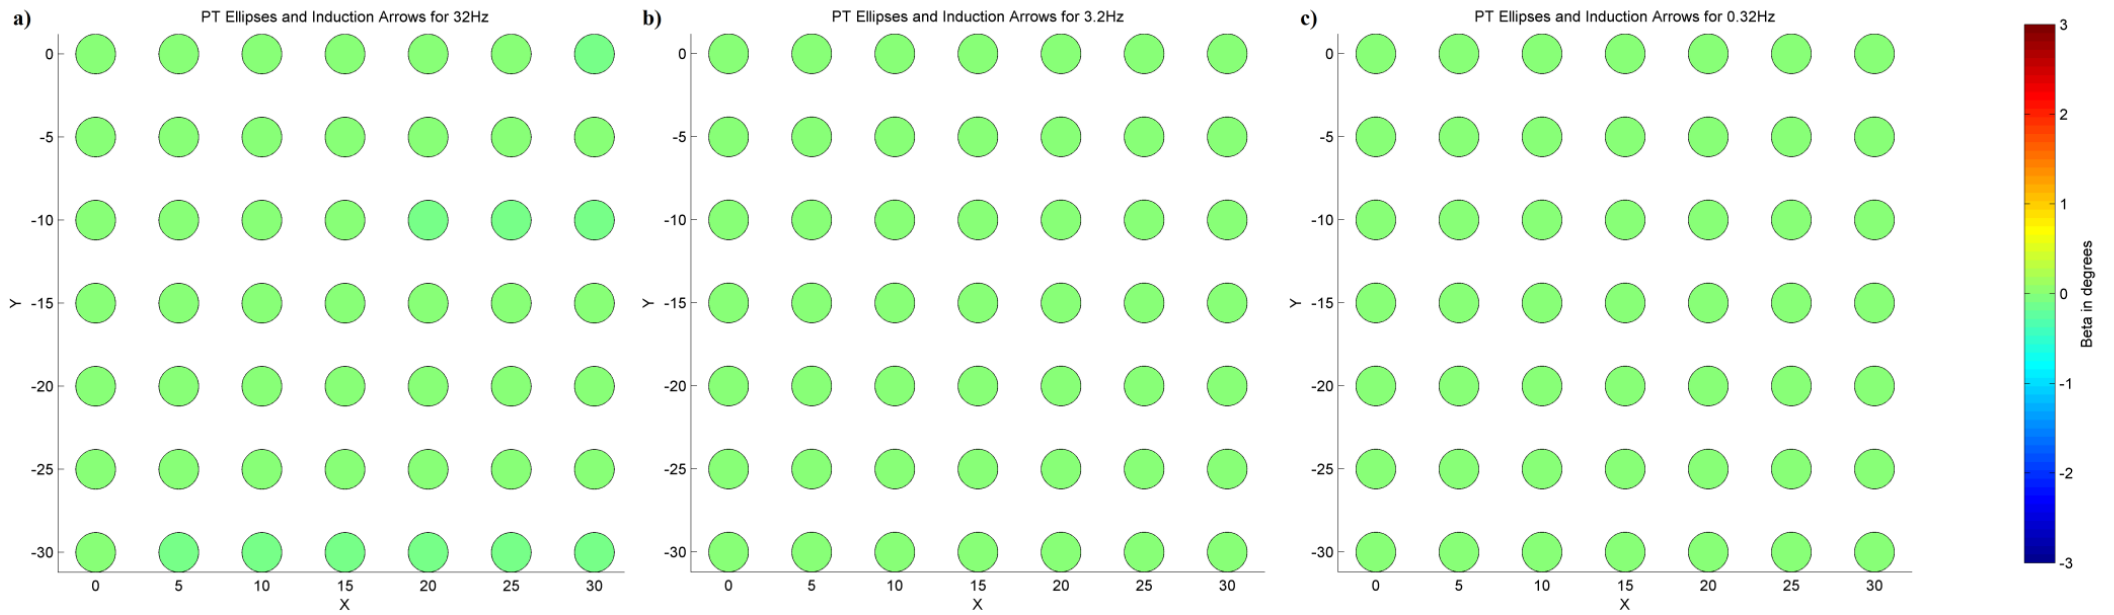 a)
PT Ellipses and Induction Arrows for 32Hz
0
-5
-10
-15
-20
-25
-30
Y
0 5 10 15 20 25 30
X
b)
PT Ellipses and Induction Arrows for 3.2Hz
0
-5
-10
-15
-20
-25
-30
Y
0 5 10 15 20 25 30
X
c)
PT Ellipses and Induction Arrows for 0.32Hz
0
-5
-10
-15
-20
-25
-30
Y
0 5 10 15 20 25 30
X
3
2
1
0
-1
-2
-3
Beta in degrees